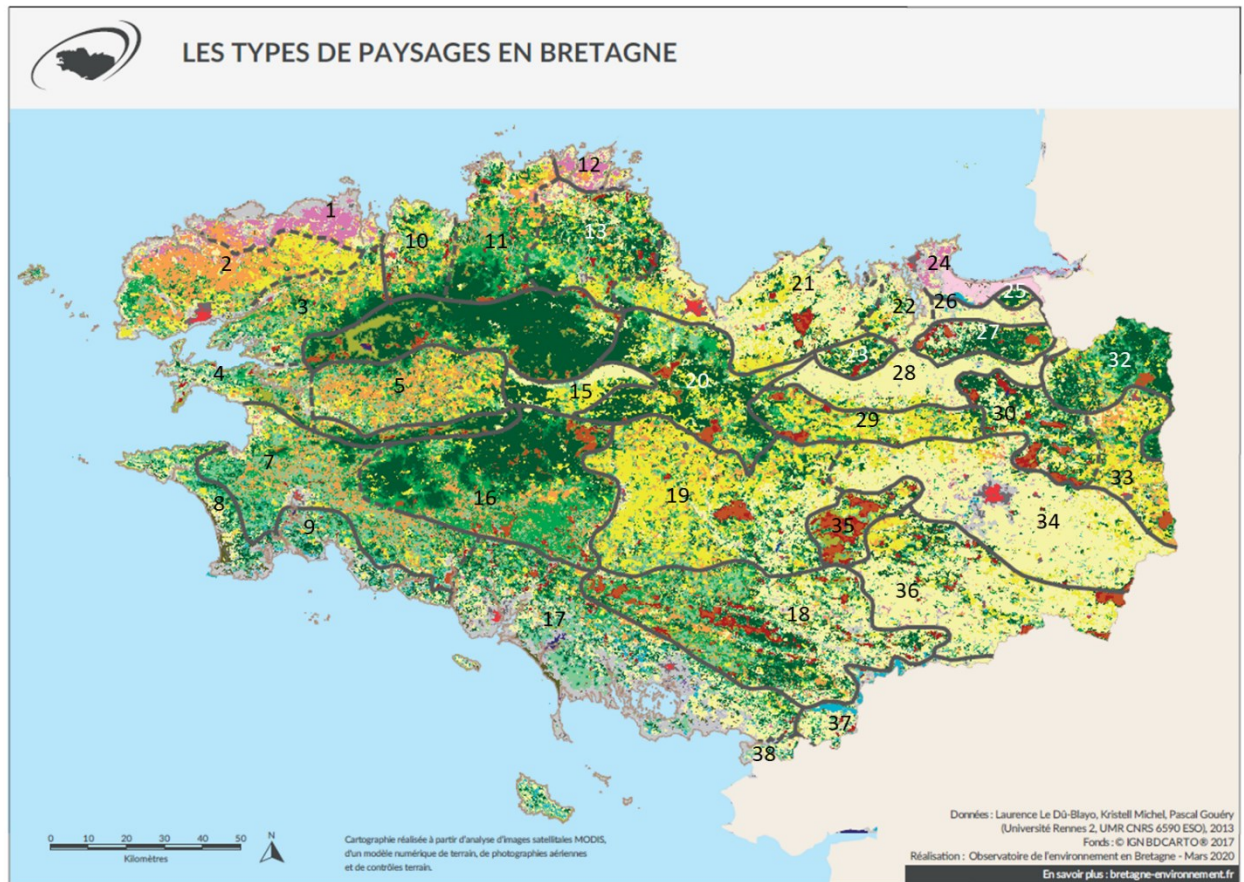 LES TYPES DE PAYSAGES EN BRETAGNE
12
1
10
11
13
2
24
21
3
22
26
25
27
23
32
4
5
15
20
28
29
30
7
16
19
33
8
9
35
34
36
17
18
37
38
0 10 20 30 40 50
Kilomètres
N
Cartographie réalisée à partir d'analyse d'images satellitales MODIS,
d'un modèle numérique de terrain, de photographies aériennes
et de contrôles terrain.
Données : Laurence Le Dû-Blayo, Kristell Michel, Pascal Gouéry
(Université Rennes 2, UMR CNRS 6590 ESO), 2013
Fonds : © IGN BDCARTO® 2017
Réalisation : Observatoire de l'environnement en Bretagne - Mars 2020
En savoir plus : bretagne-environnement.fr